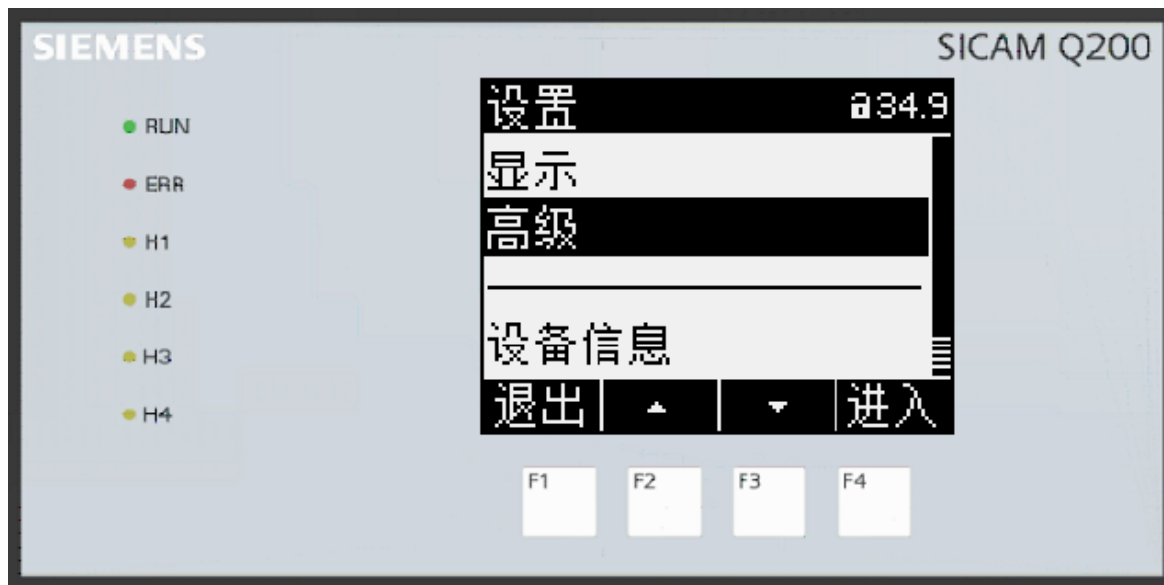 SIEMENS
SICAM Q200
RUN
ERR
H1
H2
H3
H4
设置 34.9
显示
高级
设备信息
退出 进入
F1 F2 F3 F4